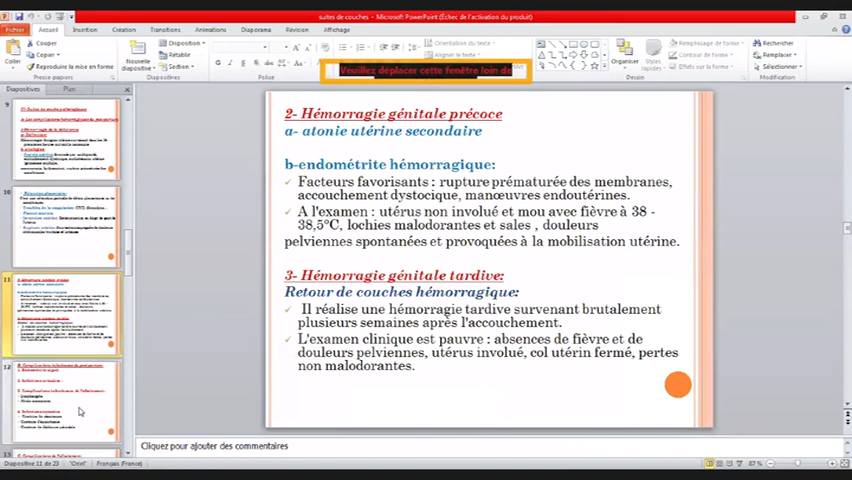 suites de couches - Microsoft PowerPoint (Échec de l'activation du produit)
Fichier Accueil Insertion Création Transitions Animations Diaporama Révision Affichage
Coller
Couper
Copier
Reproduire la mise en forme
Nouvelle diapositive
Disposition
Rétablir
Section
Orientation du texte
Aligner le texte
Organiser
Remplissage de forme
Contour de forme
Rechercher
Remplacer
Sélectionner
Presse-papiers
Diapositives
Police
Dessin
Modification
Veuillez déplacer cette fenêtre loin de
Diapositives Plan
9
10
11
12
13
2- Hémorragie génitale précoce
a- atonie utérine secondaire
b-endométrite hémorragique:
✓ Facteurs favorisants : rupture prématurée des membranes,
accouchement dystocique, manœuvres endoutérines.
✓ A l'examen : utérus non involué et mou avec fièvre à 38 -
38,5°C, lochies malodorantes et sales , douleurs
pelviennes spontanées et provoquées à la mobilisation utérine.
3- Hémorragie génitale tardive:
Retour de couches hémorragique:
✓ Il réalise une hémorragie tardive survenant brutalement
plusieurs semaines après l'accouchement.
✓ L'examen clinique est pauvre : absences de fièvre et de
douleurs pelviennes, utérus involué, col utérin fermé, pertes
non malodorantes.
Cliquez pour ajouter des commentaires
Diapositive 11 de 23 "Oriel" Français (France) 87 %